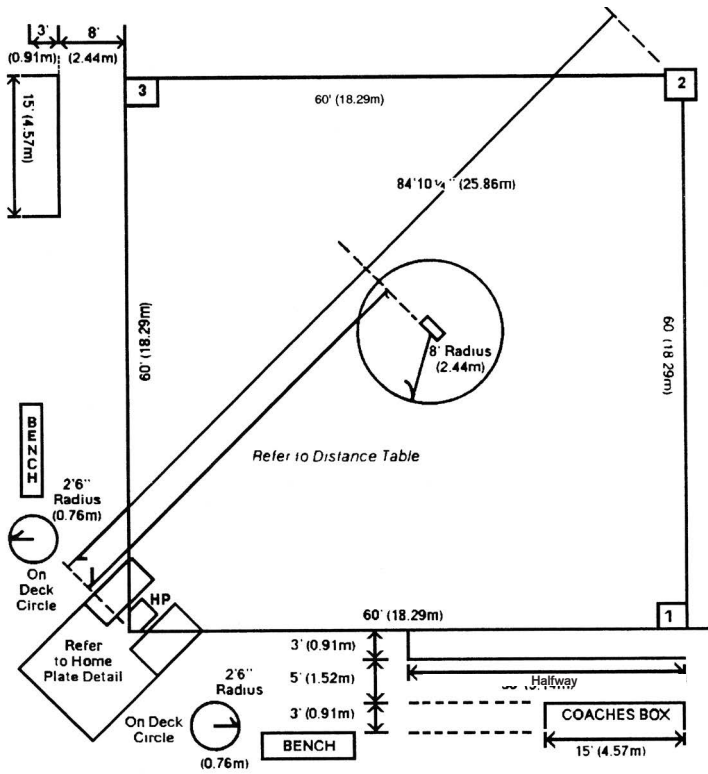 3' 8'
(0.91m) (2.44m)
15' (4.57m)
3
2
60' (18.29m)
84'10 ¼" (25.86m)
60' (18.29m)
60 (18 29m)
8' Radius
(2.44m)
BENCH
Refer to Distance Table
2'6"
Radius
(0.76m)
On
Deck
Circle
HP
1
60' (18.29m)
Refer
to Home
Plate Detail
3' (0.91m)
5' (1.52m)
3' (0.91m)
Halfway
2'6"
Radius
On Deck
Circle
(0.76m)
BENCH
COACHES BOX
15' (4.57m)